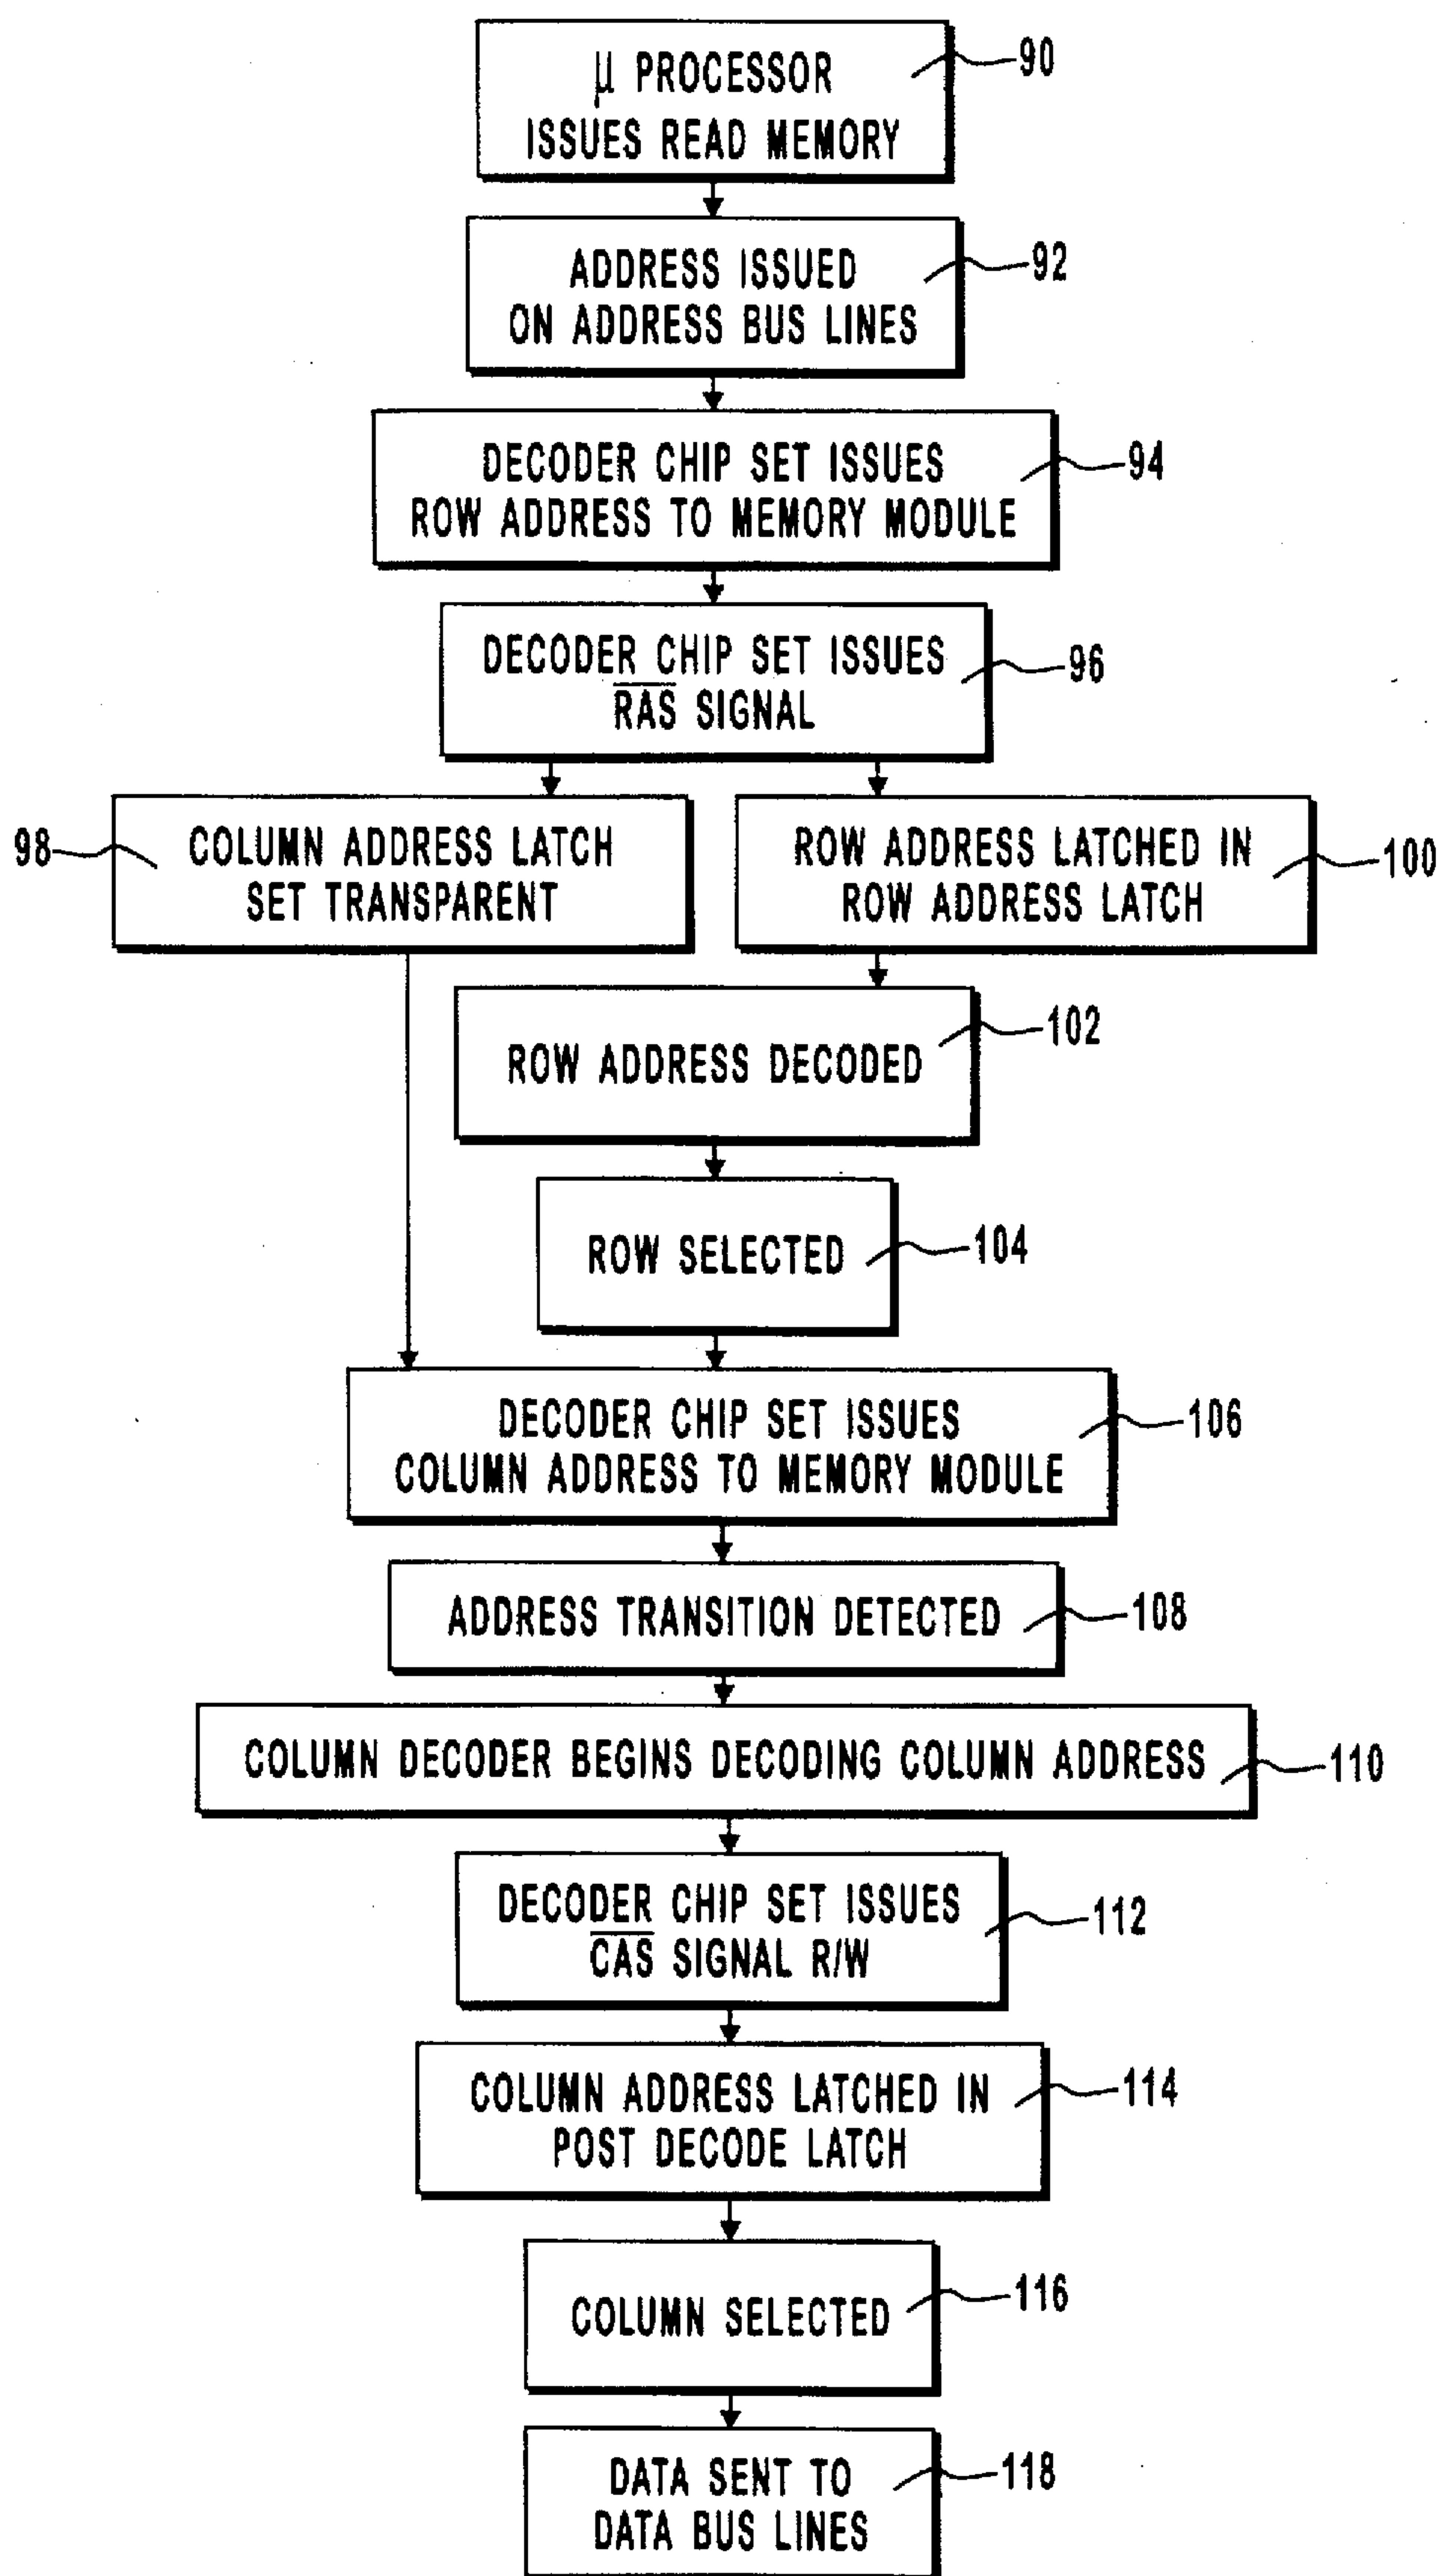 μ PROCESSOR
ISSUES READ MEMORY
90
ADDRESS ISSUED
ON ADDRESS BUS LINES
92
DECODER CHIP SET ISSUES
ROW ADDRESS TO MEMORY MODULE
94
DECODER CHIP SET ISSUES
R̅A̅S̅ SIGNAL
96
98
COLUMN ADDRESS LATCH
SET TRANSPARENT
ROW ADDRESS LATCHED IN
ROW ADDRESS LATCH
100
ROW ADDRESS DECODED
102
ROW SELECTED
104
DECODER CHIP SET ISSUES
COLUMN ADDRESS TO MEMORY MODULE
106
ADDRESS TRANSITION DETECTED
108
COLUMN DECODER BEGINS DECODING COLUMN ADDRESS
110
DECODER CHIP SET ISSUES
C̅A̅S̅ SIGNAL R/W
112
COLUMN ADDRESS LATCHED IN
POST DECODE LATCH
114
COLUMN SELECTED
116
DATA SENT TO
DATA BUS LINES
118